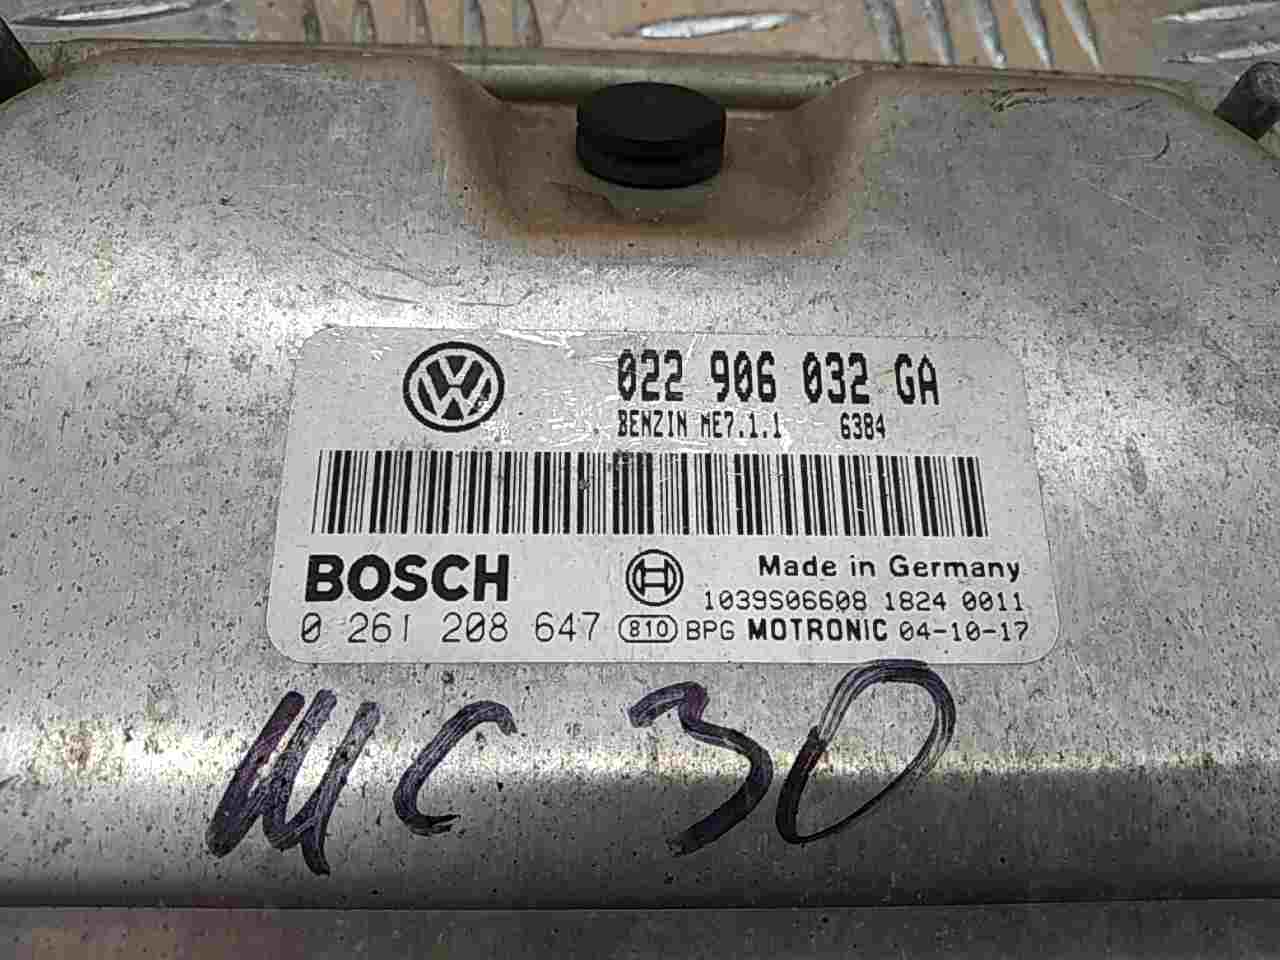 022 906 032 GA
BENZIN ME7.1.1 6384
BOSCH
Made in Germany
1039S06608 1824 0011
0 261 208 647 810 BPG MOTRONIC 04-10-17
MC 30